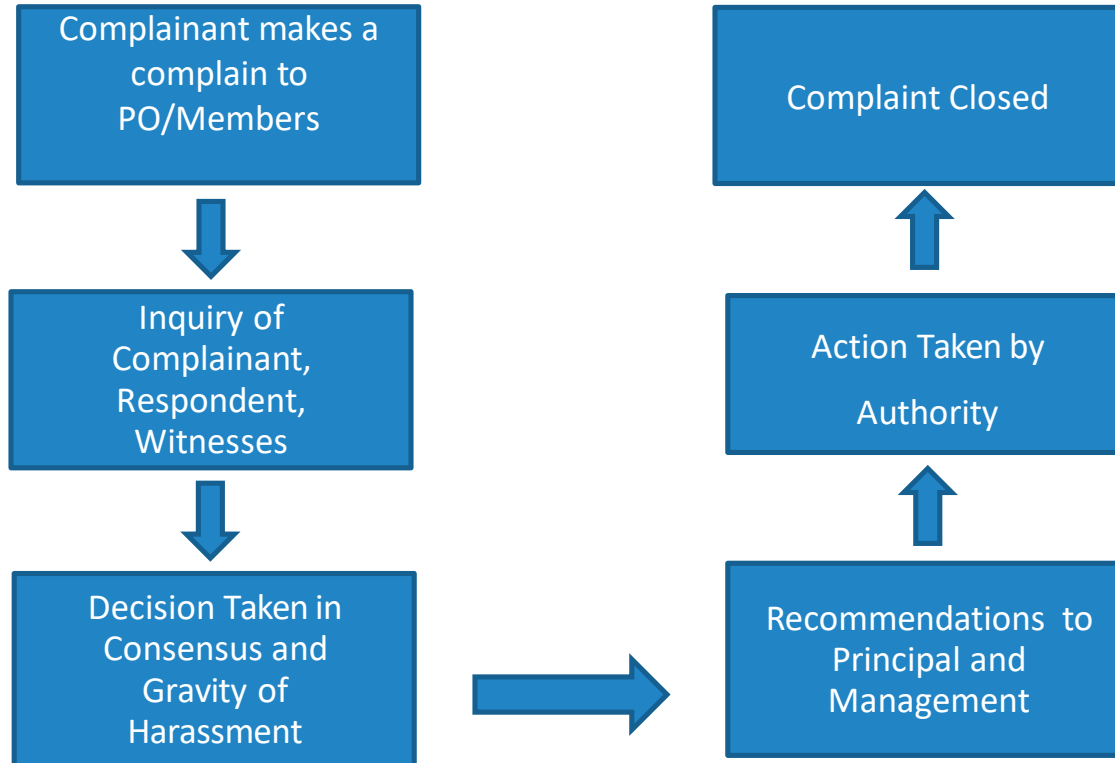 Complainant makes a
complain to
PO/Members
Inquiry of
Complainant,
Respondent,
Witnesses
Decision Taken in
Consensus and
Gravity of
Harassment
Recommendations to
Principal and
Management
Action Taken by
Authority
Complaint Closed